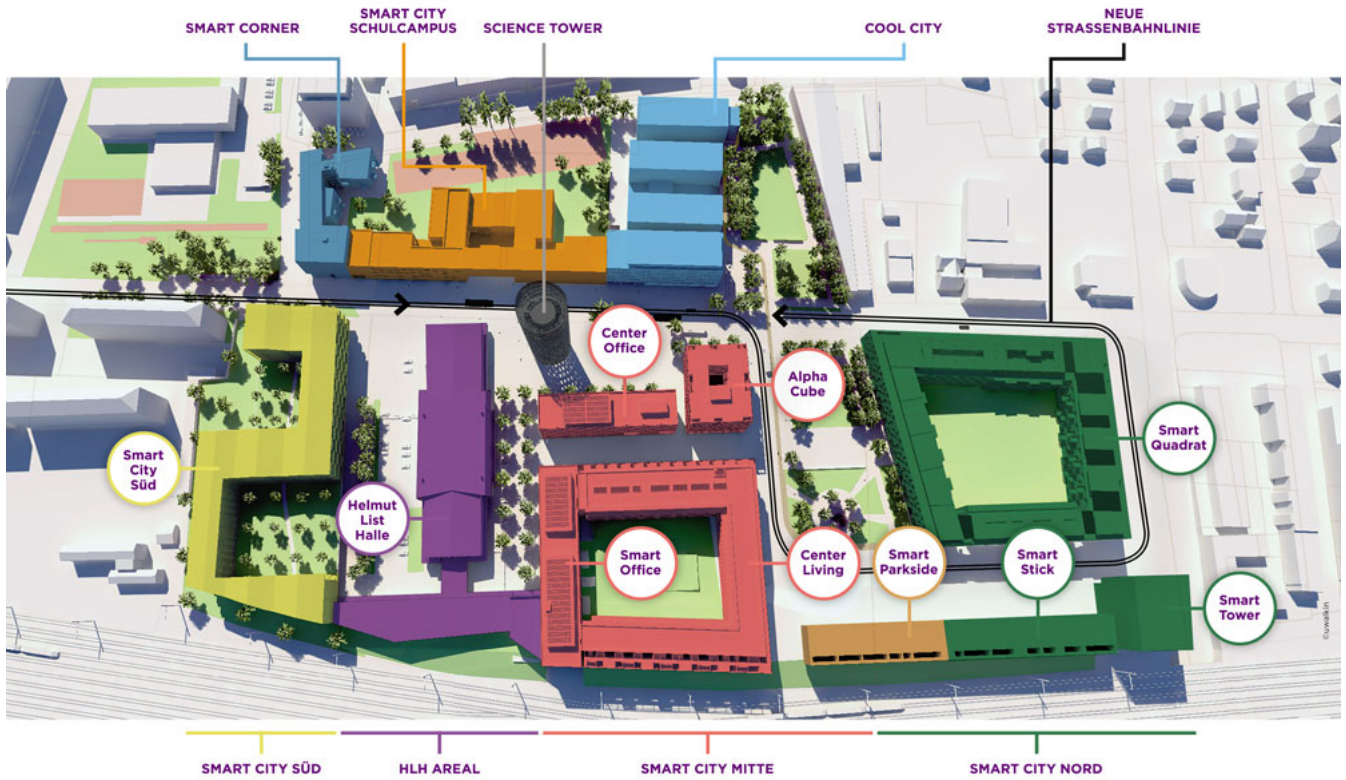 SMART CORNER
SMART CITY
SCHULCAMPUS
SCIENCE TOWER
COOL CITY
NEUE
STRASSENBAHNLINIE
Center
Office
Alpha
Cube
Smart
City
Süd
Smart
Quadrat
Helmut
List
Halle
Smart
Office
Center
Living
Smart
Parkside
Smart
Stick
Smart
Tower
©uwalkin
SMART CITY SÜD
HLH AREAL
SMART CITY MITTE
SMART CITY NORD